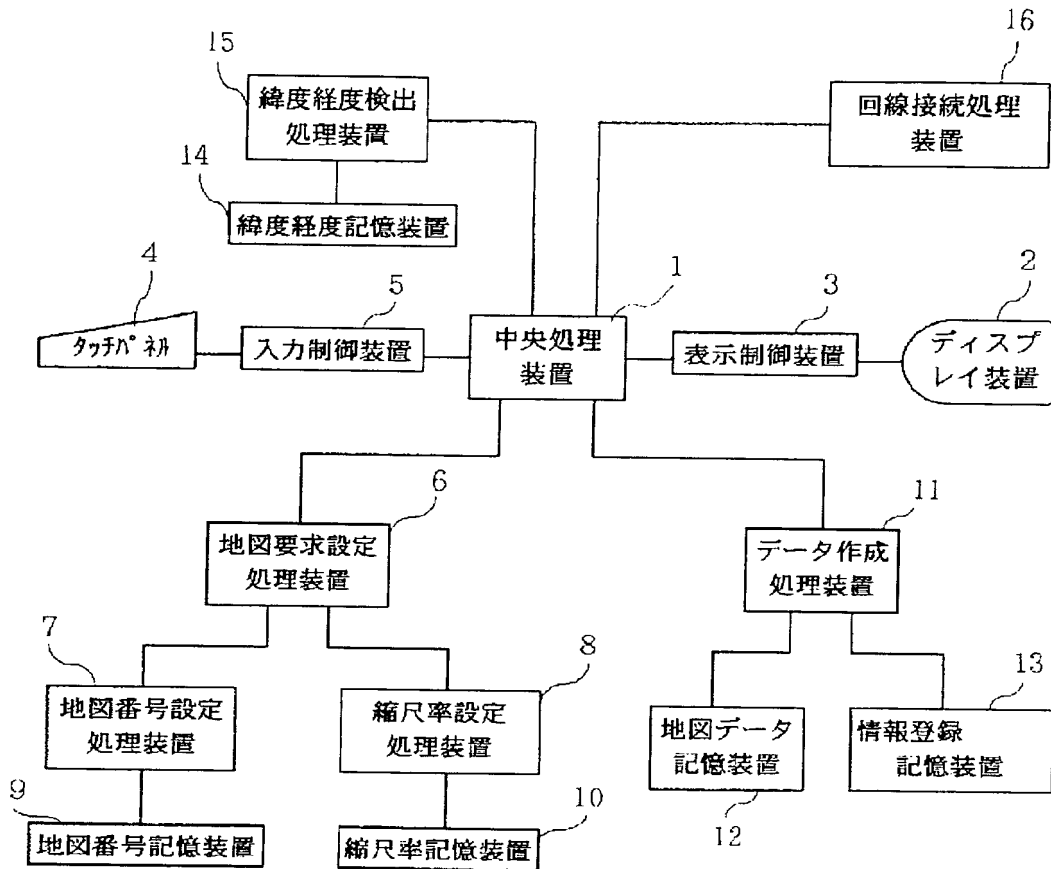 15
16
緯度経度検出
処理装置
回線接続処理
装置
14
緯度経度記憶装置
4
5
1
3
2
タッチパネル
入力制御装置
中央処理
装置
表示制御装置
ディスプ
レイ装置
6
11
地図要求設定
処理装置
データ作成
処理装置
7
8
13
地図番号設定
処理装置
縮尺率設定
処理装置
地図データ
記憶装置
情報登録
記憶装置
9
10
12
地図番号記憶装置
縮尺率記憶装置